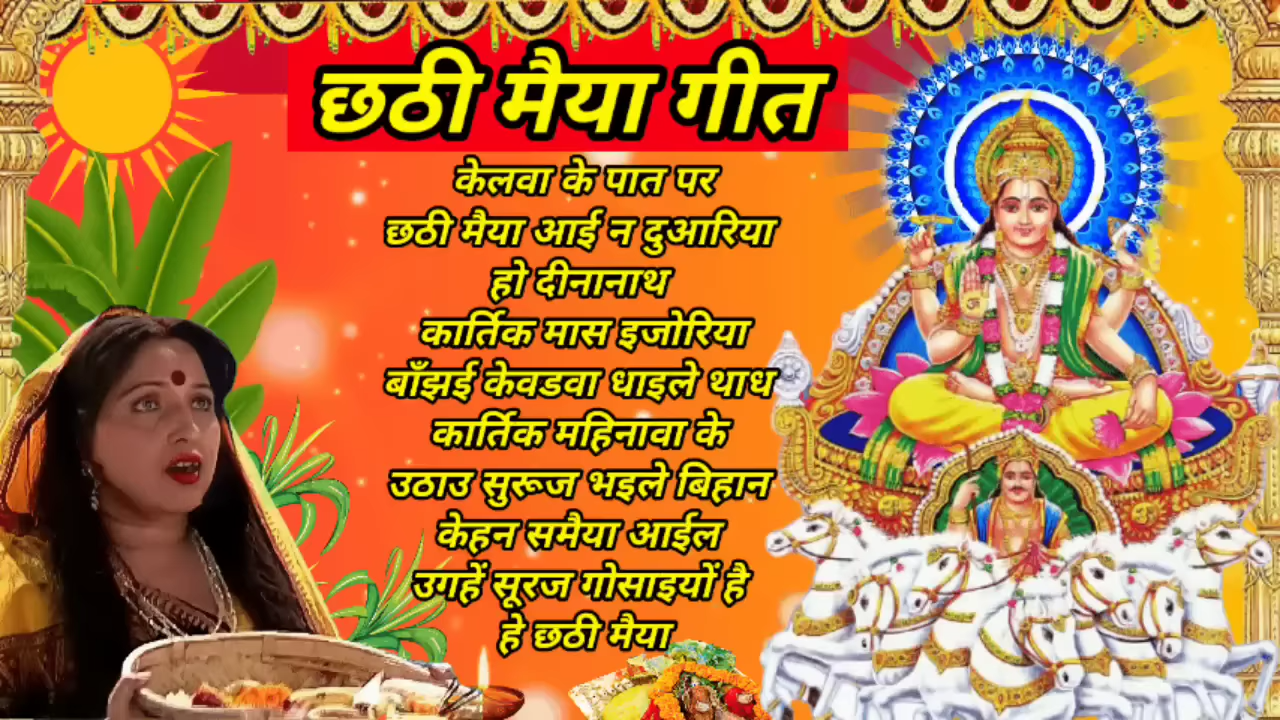 छठी मैया गीत
केलवा के पात पर
छठी मैया आई न दुआरिया
हो दीनानाथ
कार्तिक मास इजोरिया
बाँझई केवडवा धाइले थाध
कार्तिक महिनावा के
उठाउ सुरूज भइले बिहान
केहन समैया आईल
उगहें सूरज गोसाइयों है
हे छठी मैया